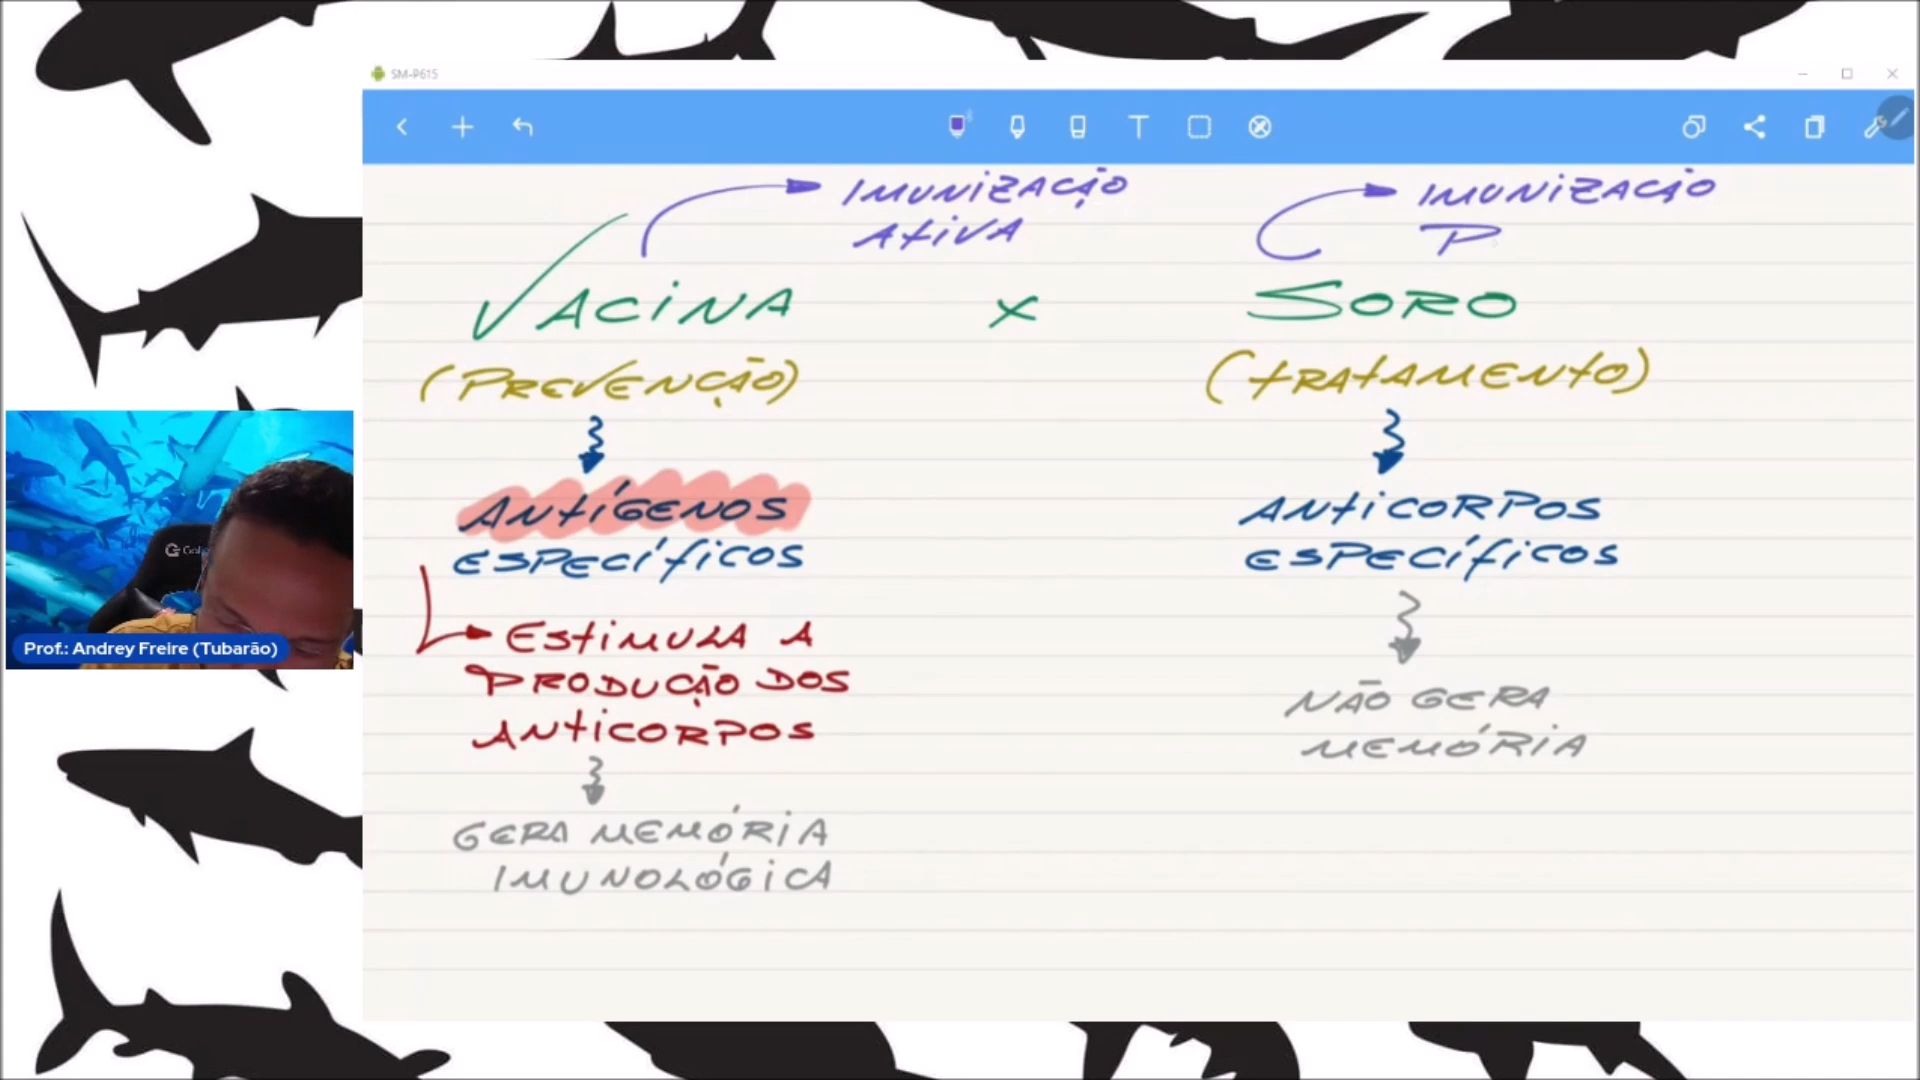 SM-P615
IMUNIZAÇÃO
ATIVA
IMUNIZAÇÃO
P
VACINA X SORO
(PREVENÇÃO)
(TRATAMENTO)
ANTÍGENOS
ESPECÍFICOS
ANTICORPOS
ESPECÍFICOS
ESTIMULA A
PRODUÇÃO DOS
ANTICORPOS
NÃO GERA
MEMÓRIA
GERA MEMÓRIA
IMUNOLÓGICA
Prof.: Andrey Freire (Tubarão)